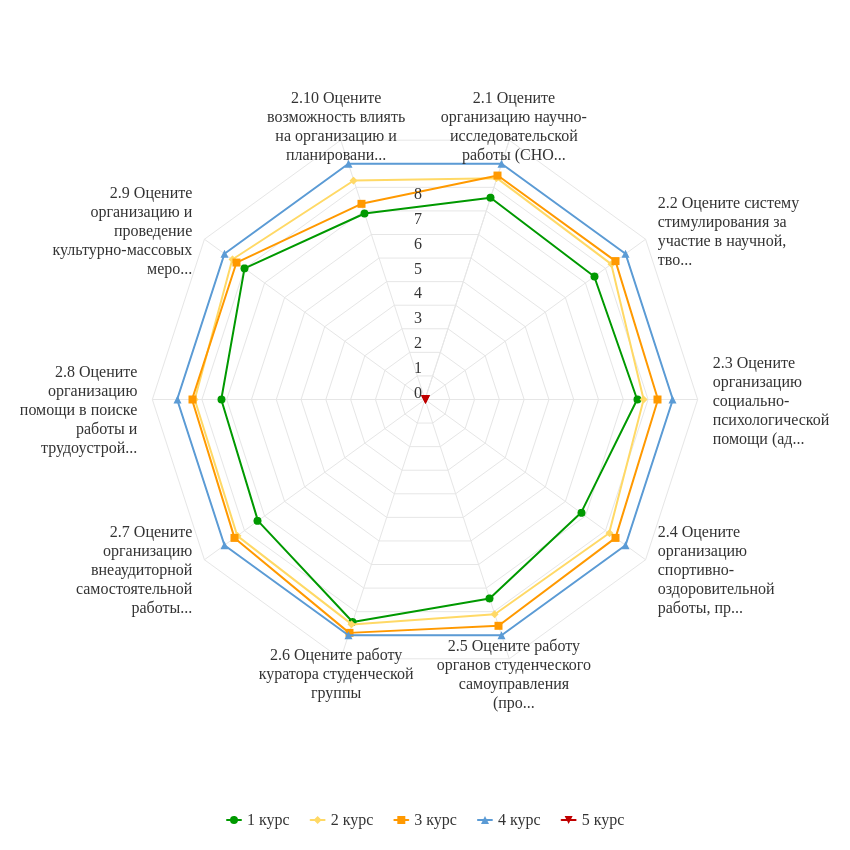 2.10 Оцените
возможность влиять
на организацию и
планировани...
2.1 Оцените
организацию научно-
исследовательской
работы (СНО...
2.9 Оцените
организацию и
проведение
культурно-массовых
меро...
2.2 Оцените систему
стимулирования за
участие в научной,
тво...
8
7
6
5
4
3
2
1
0
2.8 Оцените
организацию
помощи в поиске
работы и
трудоустрой...
2.3 Оцените
организацию
социально-
психологической
помощи (ад...
2.7 Оцените
организацию
внеаудиторной
самостоятельной
работы...
2.4 Оцените
организацию
спортивно-
оздоровительной
работы, пр...
2.6 Оцените работу
куратора студенческой
группы
2.5 Оцените работу
органов студенческого
самоуправления
(про...
1 курс 2 курс 3 курс 4 курс 5 курс